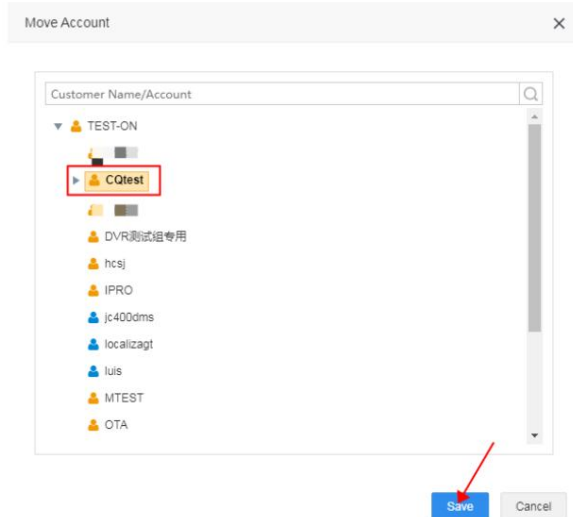 Move Account
Customer Name/Account
TEST-ON
CQtest
DVR测试组专用
hcsj
IPRO
jc400dms
localizagt
luis
MTEST
OTA
Save Cancel